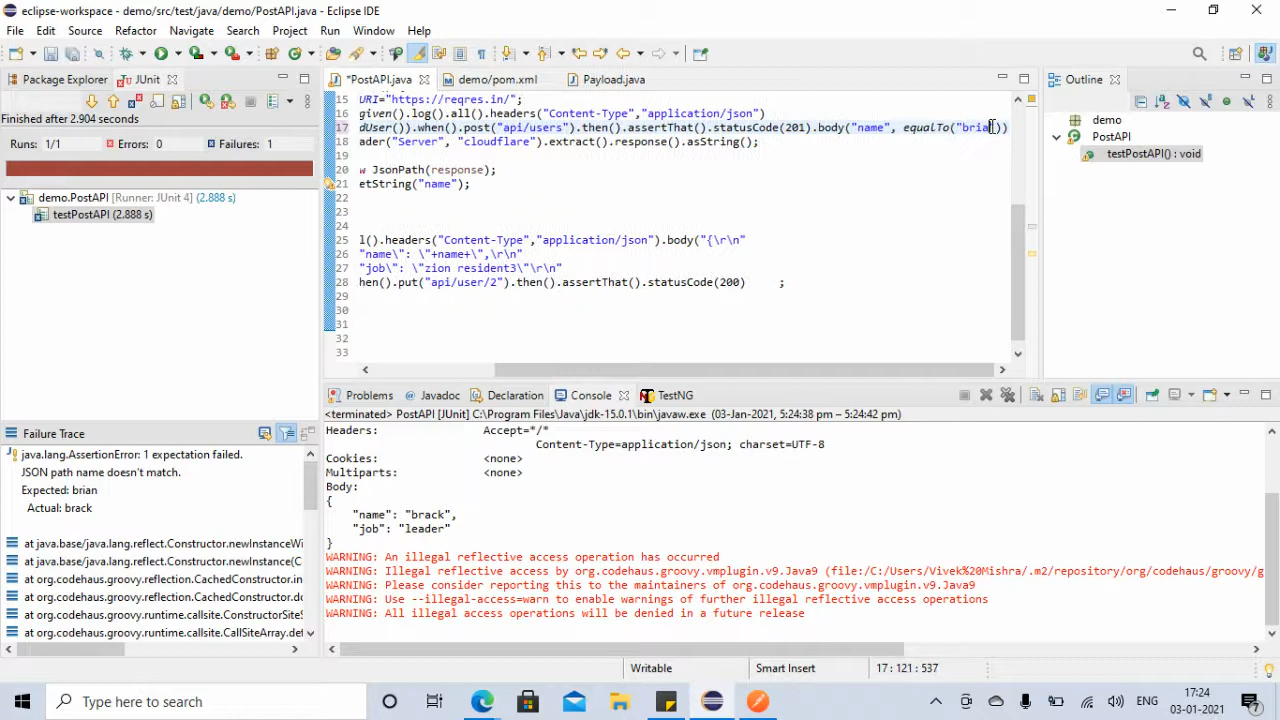 eclipse-workspace - demo/src/test/java/demo/PostAPI.java - Eclipse IDE
File Edit Source Refactor Navigate Search Project Run Window Help
Package Explorer JUnit
Finished after 2.904 seconds
Runs: 1/1 Errors: 0 Failures: 1
demo.PostAPI [Runner: JUnit 4] (2.888 s)
testPostAPI (2.888 s)
Failure Trace
java.lang.AssertionError: 1 expectation failed.
JSON path name doesn't match.
Expected: brian
Actual: brack
at java.base/java.lang.reflect.Constructor.newInstanceWi
at java.base/java.lang.reflect.Constructor.newInstance(C
at org.codehaus.groovy.reflection.CachedConstructor.in
at org.codehaus.groovy.reflection.CachedConstructor.do
at org.codehaus.groovy.runtime.callsite.ConstructorSite
at org.codehaus.groovy.runtime.callsite.CallSiteArray.def
*PostAPI.java demo/pom.xml Payload.java
15 URI="https://reqres.in/";
16 given().log().all().headers("Content-Type","application/json")
17 dUser()).when().post("api/users").then().assertThat().statusCode(201).body("name", equalTo("bria"))
18 ader("Server", "cloudflare").extract().response().asString();
19
20 w JsonPath(response);
21 etString("name");
22
23
24
25 l().headers("Content-Type","application/json").body("{\r\n"
26 "name\": \"+name+\",\r\n"
27 "job\": \"zion resident3\"\r\n"
28 hen().put("api/user/2").then().assertThat().statusCode(200) ;
29
30
31
32
33
Outline
demo
PostAPI
testPostAPI() : void
Problems Javadoc Declaration Console TestNG
<terminated> PostAPI [JUnit] C:\Program Files\Java\jdk-15.0.1\bin\javaw.exe (03-Jan-2021, 5:24:38 pm – 5:24:42 pm)
Headers: Accept=*/*
Content-Type=application/json; charset=UTF-8
Cookies: <none>
Multiparts: <none>
Body:
{
"name": "brack",
"job": "leader"
}
WARNING: An illegal reflective access operation has occurred
WARNING: Illegal reflective access by org.codehaus.groovy.vmplugin.v9.Java9 (file:/C:/Users/Vivek%20Mishra/.m2/repository/org/codehaus/groovy/g
WARNING: Please consider reporting this to the maintainers of org.codehaus.groovy.vmplugin.v9.Java9
WARNING: Use --illegal-access=warn to enable warnings of further illegal reflective access operations
WARNING: All illegal access operations will be denied in a future release
Writable Smart Insert 17 : 121 : 537
Type here to search
ENG
17:24
03-01-2021
7